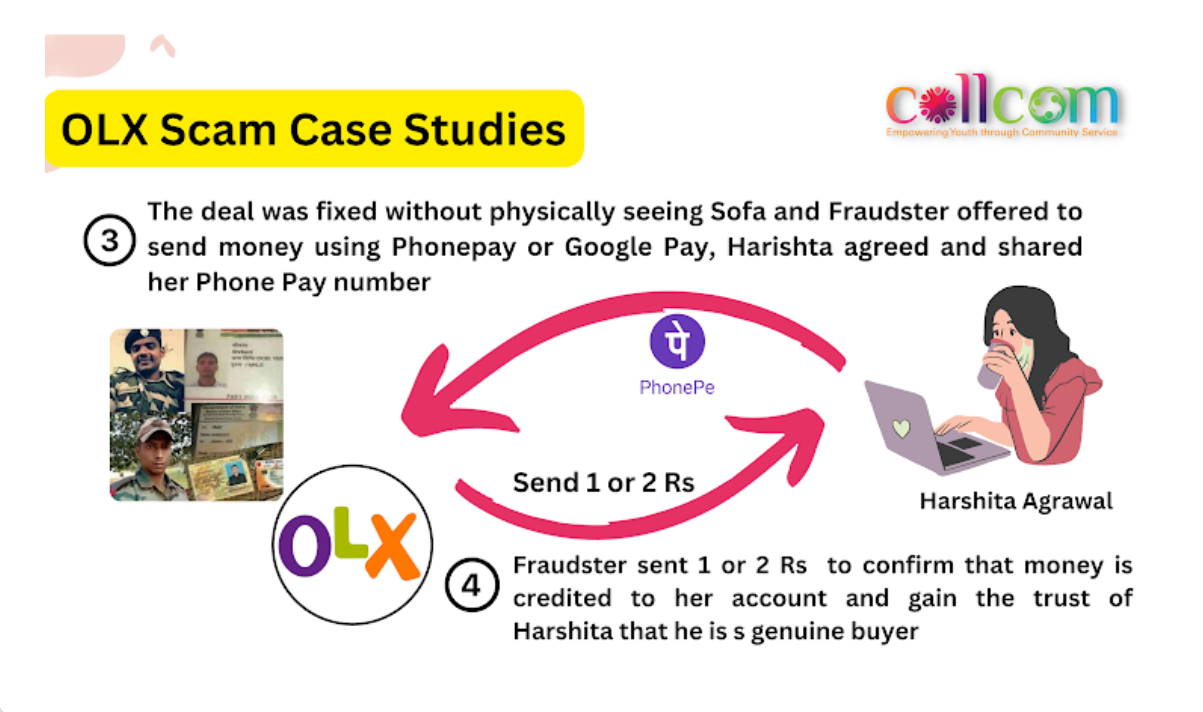 collcom
Empowering Youth through Community Service
OLX Scam Case Studies
3
The deal was fixed without physically seeing Sofa and Fraudster offered to
send money using Phonepay or Google Pay, Harishta agreed and shared
her Phone Pay number
पे
PhonePe
Send 1 or 2 Rs
Harshita Agrawal
OLX
4
Fraudster sent 1 or 2 Rs to confirm that money is
credited to her account and gain the trust of
Harshita that he is s genuine buyer